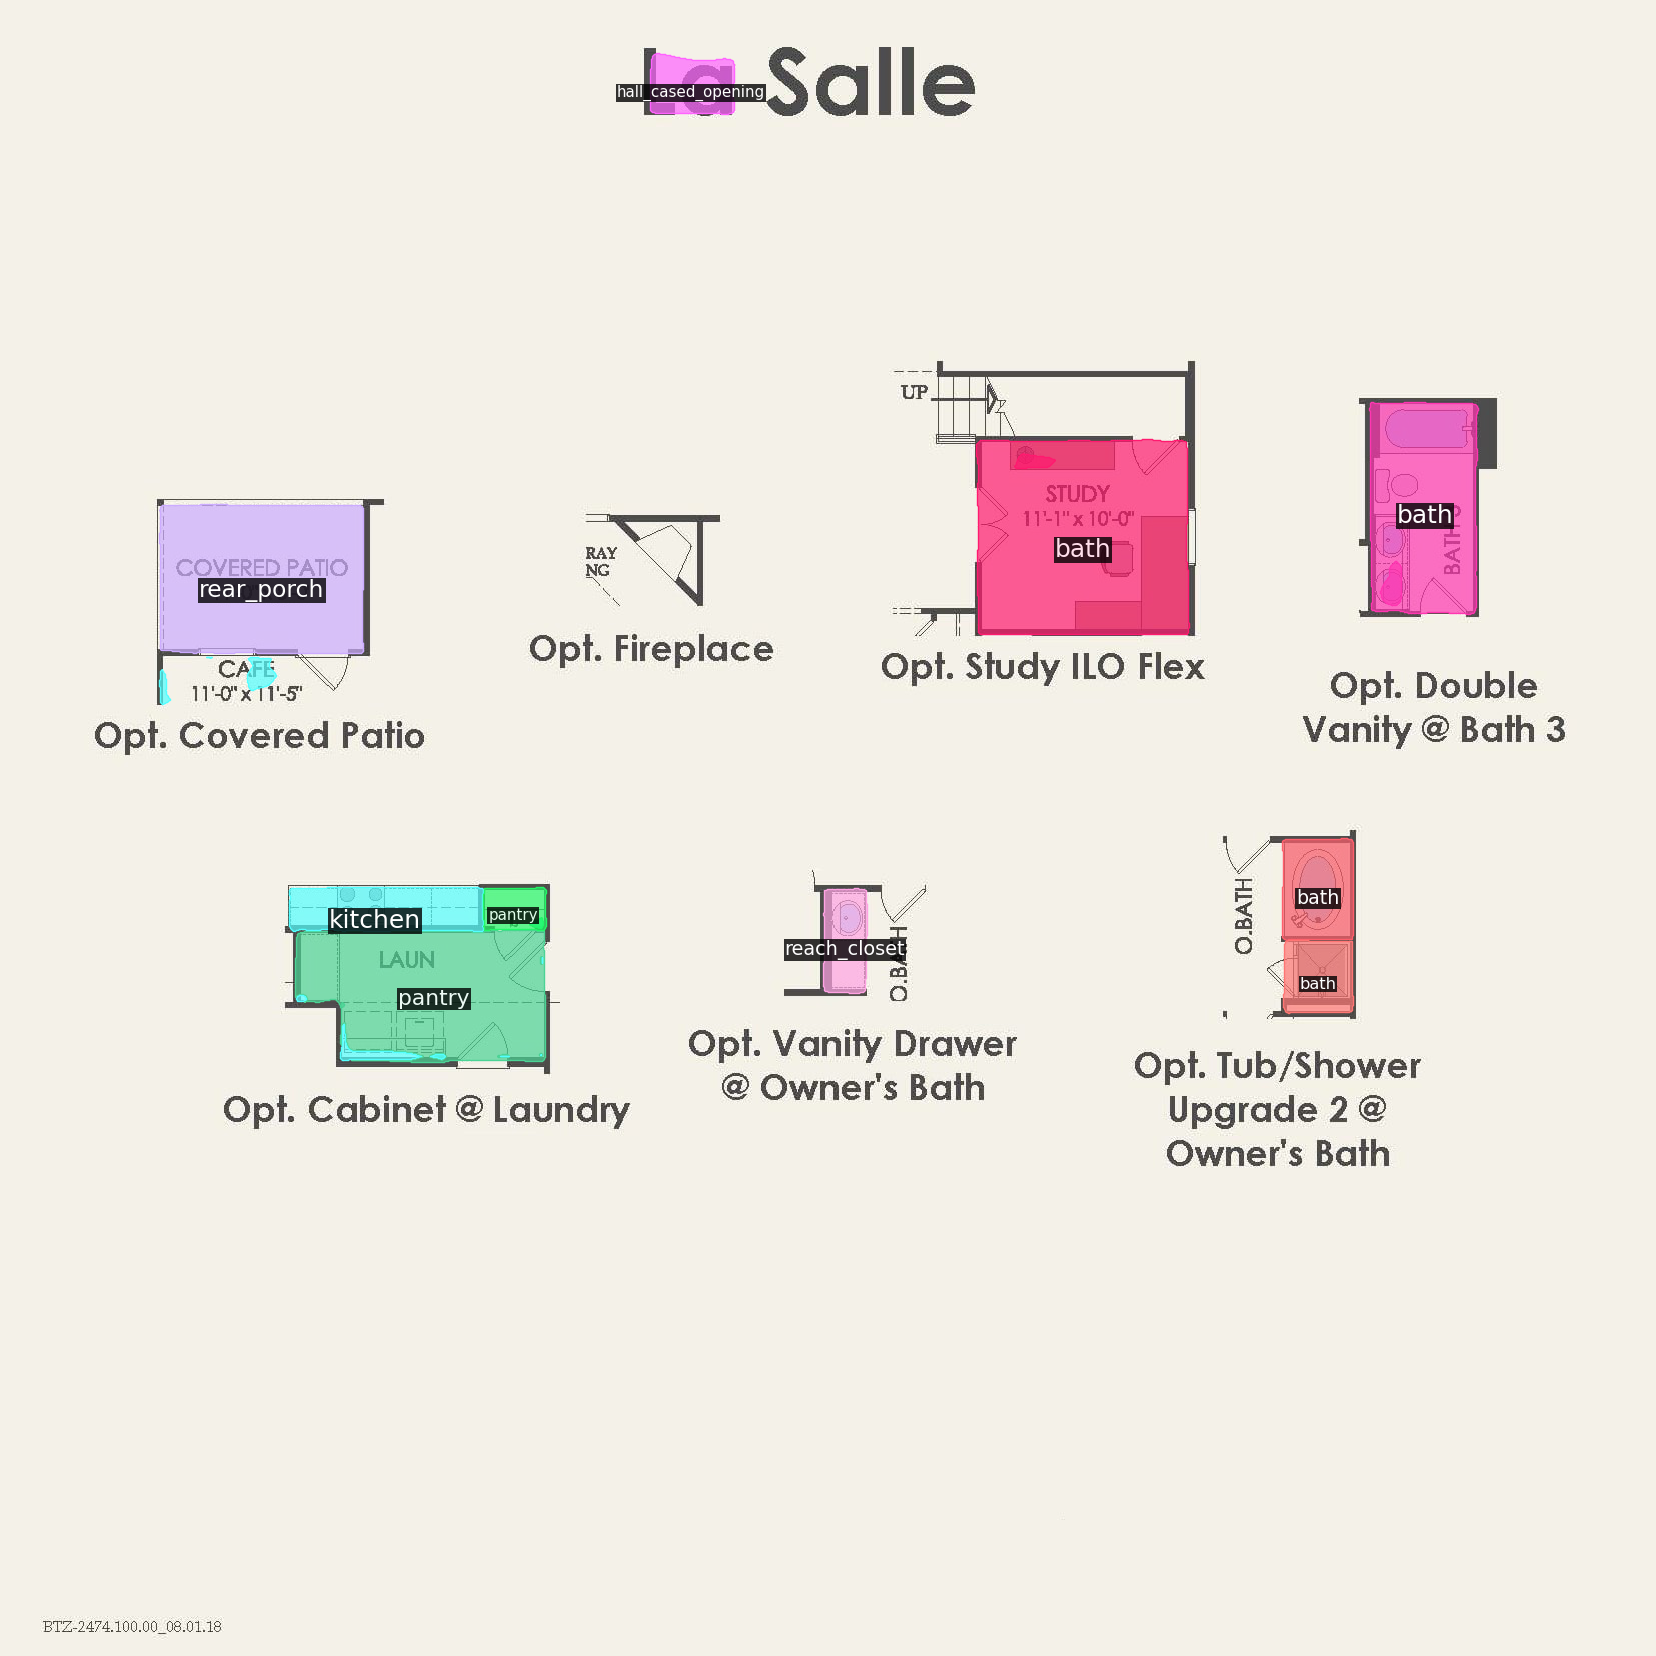 La Salle
hall_cased_opening
UP
STUDY
11'-1" x 10'-0"
bath
Opt. Study ILO Flex
bath
BATH 3
Opt. Double
Vanity @ Bath 3
COVERED PATIO
rear_porch
CAFE
11'-0" x 11'-5"
Opt. Covered Patio
RAY
NG
Opt. Fireplace
kitchen
pantry
LAUN
pantry
Opt. Cabinet @ Laundry
reach_closet
O.BATH
Opt. Vanity Drawer
@ Owner's Bath
O.BATH
bath
bath
Opt. Tub/Shower
Upgrade 2 @
Owner's Bath
BTZ-2474.100.00_08.01.18